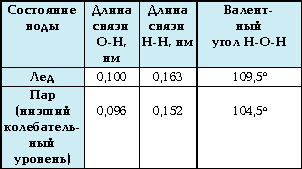 Состояние воды
Длина связи О-Н, нм
Длина связи Н-Н, нм
Валент-ный угол Н-О-Н
Лед 0,100 0,163 109,5°
Пар (низший колебатель-ный уровень) 0,096 0,152 104,5°